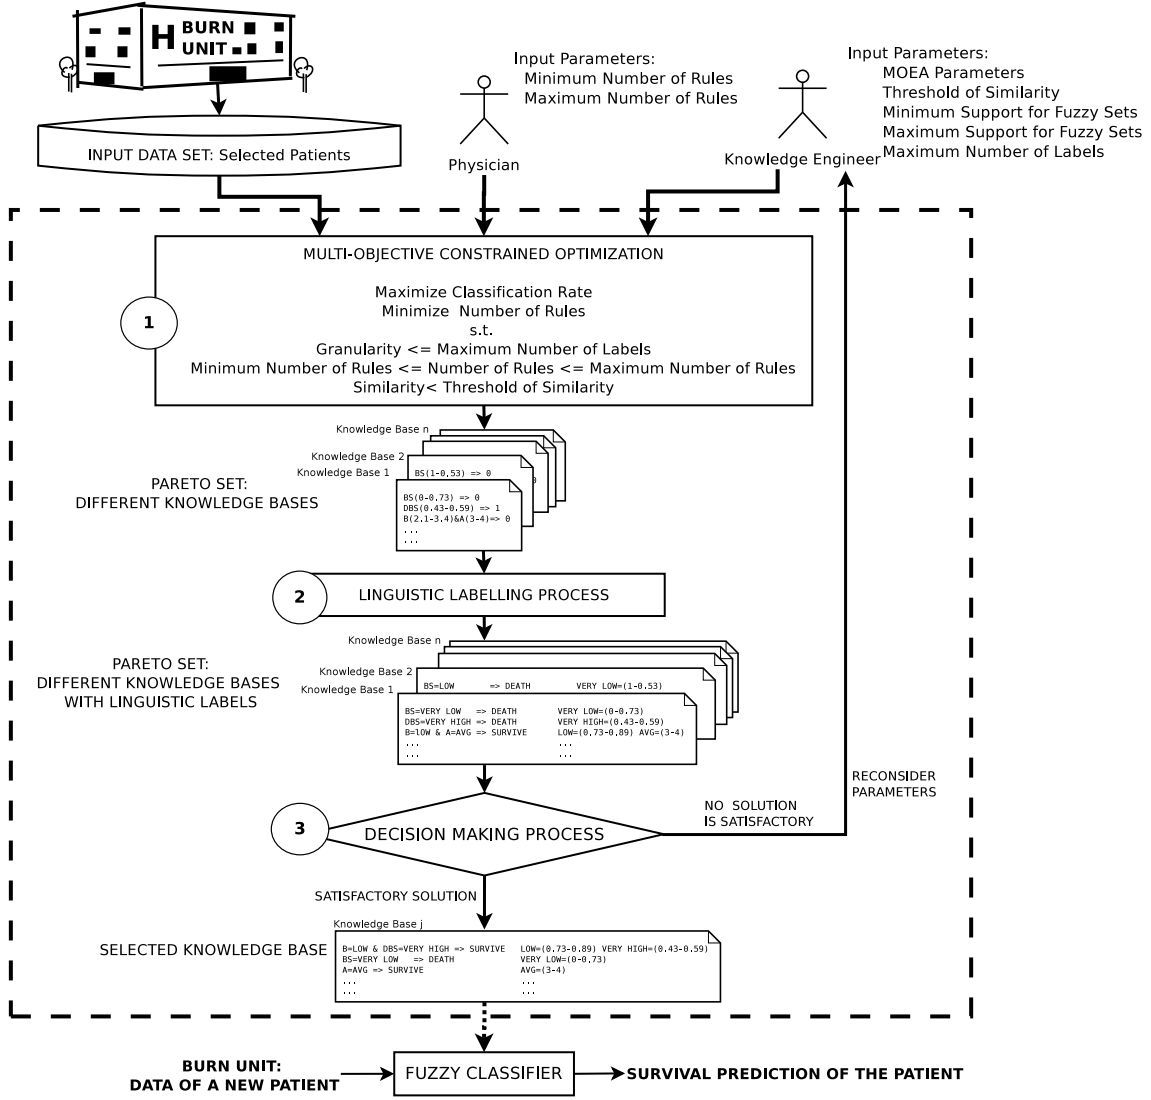 H BURN
UNIT
INPUT DATA SET: Selected Patients
Input Parameters:
Minimum Number of Rules
Maximum Number of Rules
Physician
Input Parameters:
MOEA Parameters
Threshold of Similarity
Minimum Support for Fuzzy Sets
Maximum Support for Fuzzy Sets
Maximum Number of Labels
Knowledge Engineer
1
MULTI-OBJECTIVE CONSTRAINED OPTIMIZATION
Maximize Classification Rate
Minimize Number of Rules
s.t.
Granularity <= Maximum Number of Labels
Minimum Number of Rules <= Number of Rules <= Maximum Number of Rules
Similarity< Threshold of Similarity
PARETO SET:
DIFFERENT KNOWLEDGE BASES
Knowledge Base n
Knowledge Base 2
Knowledge Base 1
BS(1-0.53) => 0
BS(0-0.73) => 0
DBS(0.43-0.59) => 1
B(2.1-3.4)&A(3-4)=> 0
...
...
2
LINGUISTIC LABELLING PROCESS
PARETO SET:
DIFFERENT KNOWLEDGE BASES
WITH LINGUISTIC LABELS
Knowledge Base n
Knowledge Base 2
Knowledge Base 1
BS=LOW => DEATH VERY LOW=(1-0.53)
BS=VERY LOW => DEATH VERY LOW=(0-0.73)
DBS=VERY HIGH => DEATH VERY HIGH=(0.43-0.59)
B=lOW & A=AVG => SURVIVE LOW=(0.73-0.89) AVG=(3-4)
... ...
... ...
3
DECISION MAKING PROCESS
NO SOLUTION
IS SATISFACTORY
RECONSIDER
PARAMETERS
SATISFACTORY SOLUTION
SELECTED KNOWLEDGE BASE
Knowledge Base j
B=LOW & DBS=VERY HIGH => SURVIVE LOW=(0.73-0.89) VERY HIGH=(0.43-0.59)
BS=VERY LOW => DEATH VERY LOW=(0-0.73)
A=AVG => SURVIVE AVG=(3-4)
... ...
... ...
BURN UNIT:
DATA OF A NEW PATIENT
FUZZY CLASSIFIER
SURVIVAL PREDICTION OF THE PATIENT